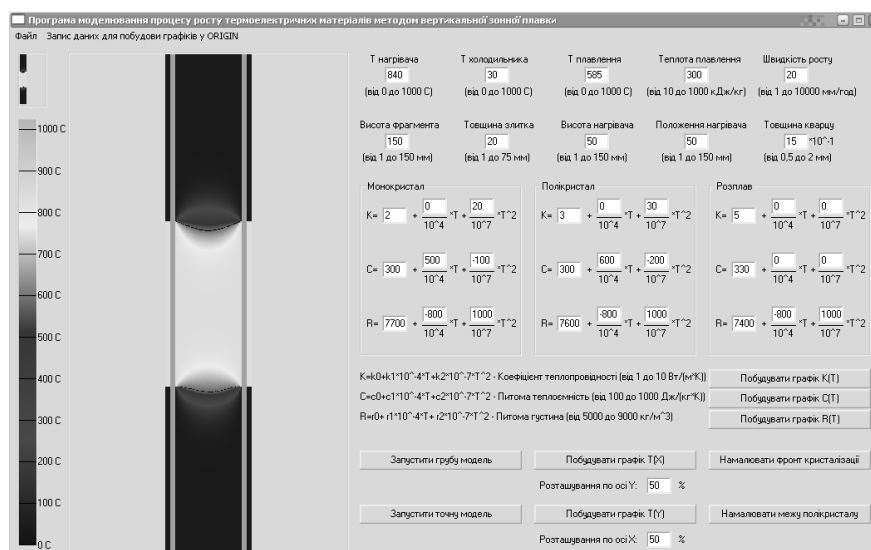 Програма моделювання процесу росту термоелектричних матеріалів методом вертикальної зонної плавки
Файл Запис даних для побудови графіків у ORIGIN
1000 C
900 C
800 C
700 C
600 C
500 C
400 C
300 C
200 C
100 C
0 C
T нагрівача T холодильника T плавлення Теплота плавлення Швидкість росту
840 30 585 300 20
(від 0 до 1000 C) (від 0 до 1000 C) (від 0 до 1000 C) (від 10 до 1000 кДж/кг) (від 1 до 10000 мм/год)
Висота фрагмента Товщина злитка Висота нагрівача Положення нагрівача Товщина кварцу
150 20 50 50 15 *10^-1
(від 1 до 150 мм) (від 1 до 75 мм) (від 1 до 150 мм) (від 1 до 150 мм) (від 0,5 до 2 мм)
Монокристал
0 20
K= 2 + *T + *T^2
10^4 10^7
500 -100
C= 300 + *T + *T^2
10^4 10^7
-800 1000
R= 7700 + *T + *T^2
10^4 10^7
Полікристал
0 30
K= 3 + *T + *T^2
10^4 10^7
600 -200
C= 300 + *T + *T^2
10^4 10^7
-800 1000
R= 7600 + *T + *T^2
10^4 10^7
Розплав
0 0
K= 5 + *T + *T^2
10^4 10^7
0 0
C= 330 + *T + *T^2
10^4 10^7
-800 1000
R= 7400 + *T + *T^2
10^4 10^7
K=k0+k1*10^-4*T+k2*10^-7*T^2 - Коефіцієнт теплопровідності (від 1 до 10 Вт/(м*K)) Побудувати графік K(T)
C=c0+c1*10^-4*T+c2*10^-7*T^2 - Питома теплоємність (від 100 до 1000 Дж/(кг*K)) Побудувати графік C(T)
R=r0+ r1*10^-4*T+ r2*10^-7*T^2 - Питома густина (від 5000 до 9000 кг/м^3) Побудувати графік R(T)
Запустити грубу модель Побудувати графік T(X) Намалювати фронт кристалізації
Розташування по осі Y: 50 %
Запустити точну модель Побудувати графік T(Y) Намалювати межу полікристалу
Розташування по осі X: 50 %